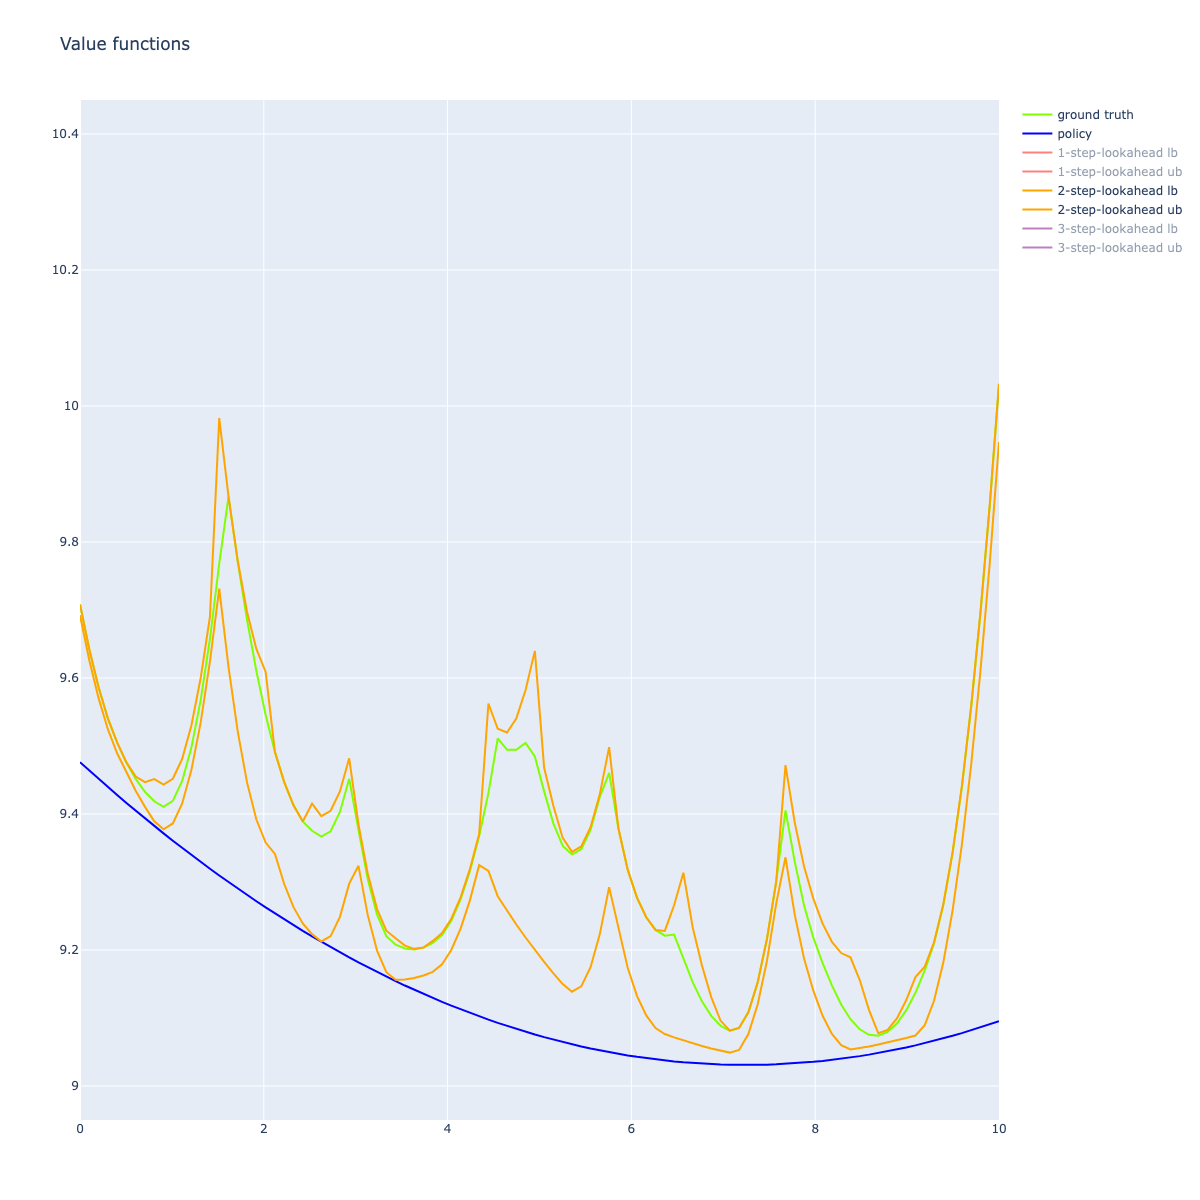 Value functions
ground truth
policy
1-step-lookahead lb
1-step-lookahead ub
2-step-lookahead lb
2-step-lookahead ub
3-step-lookahead lb
3-step-lookahead ub
10.4
10.2
10
9.8
9.6
9.4
9.2
9
0 2 4 6 8 10